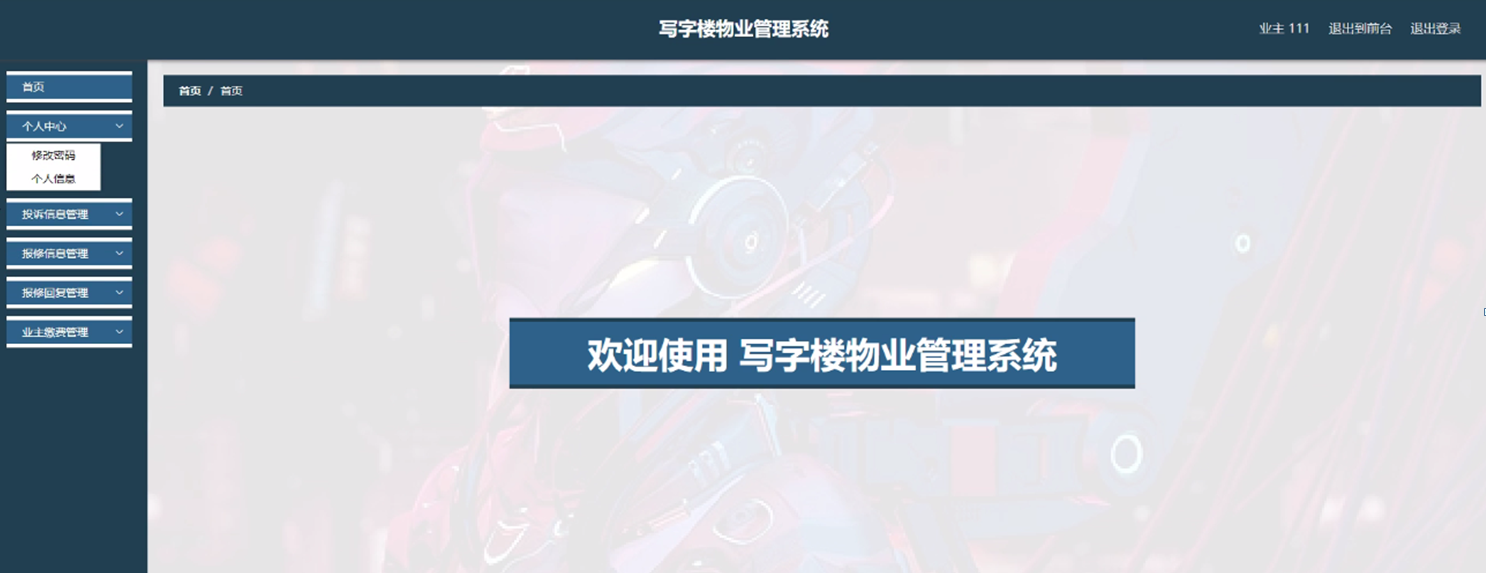 写字楼物业管理系统
业主 111 退出到前台 退出登录
首页
个人中心
修改密码
个人信息
投诉信息管理
报修信息管理
报修回复管理
业主缴费管理
首页 / 首页
欢迎使用 写字楼物业管理系统